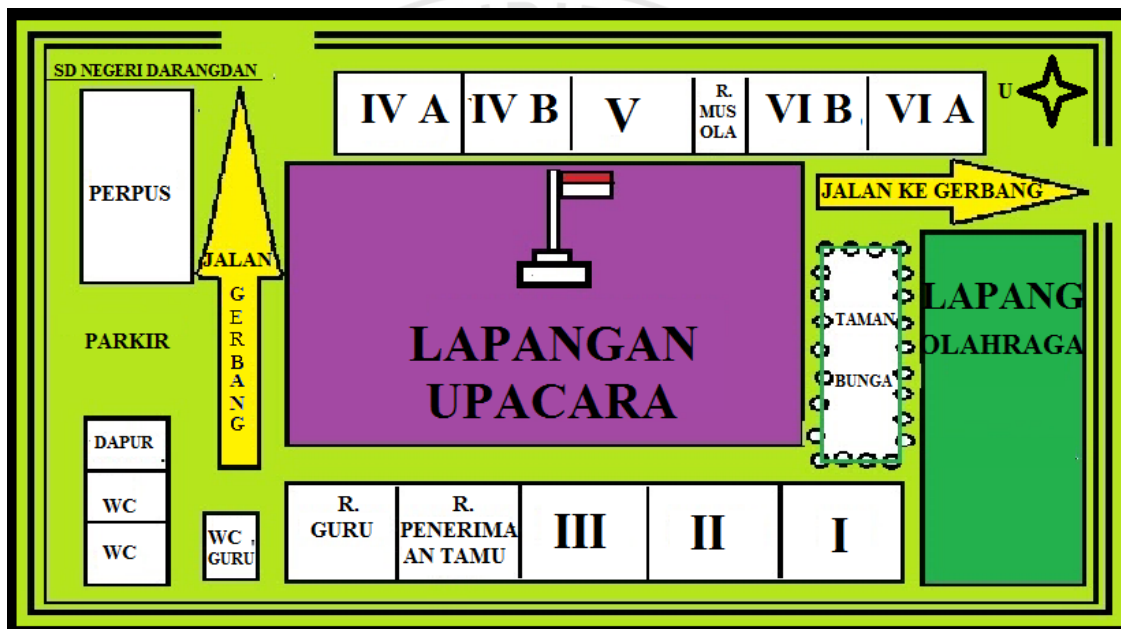 SD NEGERI DARANGDAN
IV A
IV B
V
R.
MUS
OLA
VI B
VI A
U
PERPUS
JALAN KE GERBANG
JALAN
G
E
R
B
A
N
G
LAPANG
OLAHRAGA
TAMAN
BUNGA
PARKIR
LAPANGAN
UPACARA
DAPUR
WC
WC
WC
GURU
R.
GURU
R.
PENERIMA
AN TAMU
III
II
I